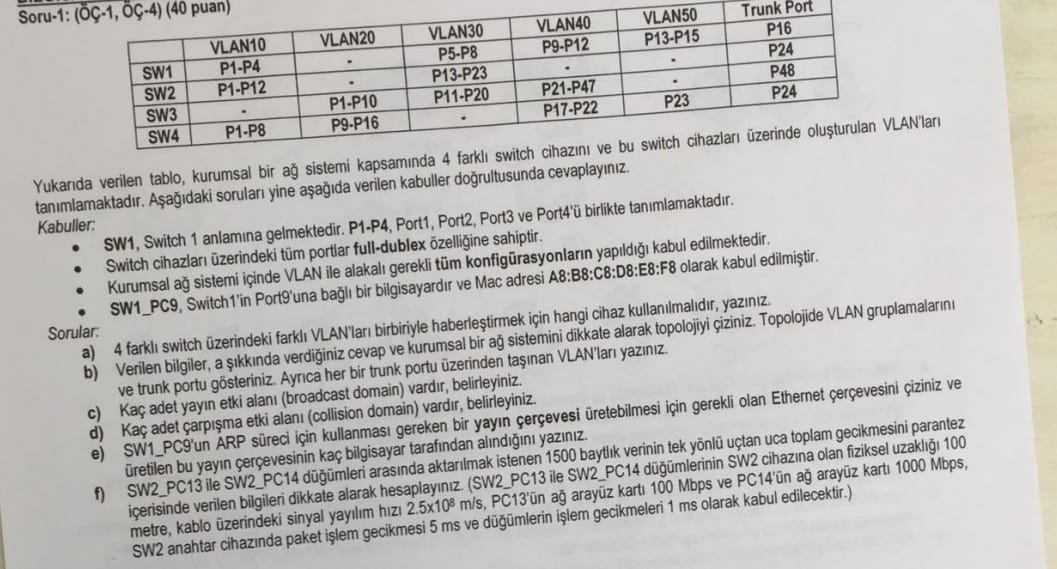 Soru-1: (ÖÇ-1, ÖÇ-4) (40 puan)
VLAN10 VLAN20 VLAN30 VLAN40 VLAN50 Trunk Port
SW1 P1-P4 - P5-P8 P9-P12 P13-P15 P16
SW2 P1-P12 - P13-P23 - - P24
SW3 - P1-P10 P11-P20 P21-P47 - P48
SW4 P1-P8 P9-P16 - P17-P22 P23 P24
Yukarıda verilen tablo, kurumsal bir ağ sistemi kapsamında 4 farklı switch cihazını ve bu switch cihazları üzerinde oluşturulan VLAN'ları
tanımlamaktadır. Aşağıdaki soruları yine aşağıda verilen kabuller doğrultusunda cevaplayınız.
Kabuller:
• SW1, Switch 1 anlamına gelmektedir. P1-P4, Port1, Port2, Port3 ve Port4'ü birlikte tanımlamaktadır.
• Switch cihazları üzerindeki tüm portlar full-dublex özelliğine sahiptir.
• Kurumsal ağ sistemi içinde VLAN ile alakalı gerekli tüm konfigürasyonların yapıldığı kabul edilmektedir.
• SW1_PC9, Switch1'in Port9'una bağlı bir bilgisayardır ve Mac adresi A8:B8:C8:D8:E8:F8 olarak kabul edilmiştir.
Sorular:
a) 4 farklı switch üzerindeki farklı VLAN'ları birbiriyle haberleştirmek için hangi cihaz kullanılmalıdır, yazınız.
b) Verilen bilgiler, a şıkkında verdiğiniz cevap ve kurumsal bir ağ sistemini dikkate alarak topolojiyi çiziniz. Topolojide VLAN gruplamalarını
ve trunk portu gösteriniz. Ayrıca her bir trunk portu üzerinden taşınan VLAN'ları yazınız.
c) Kaç adet yayın etki alanı (broadcast domain) vardır, belirleyiniz.
d) Kaç adet çarpışma etki alanı (collision domain) vardır, belirleyiniz.
e) SW1_PC9'un ARP süreci için kullanması gereken bir yayın çerçevesi üretebilmesi için gerekli olan Ethernet çerçevesini çiziniz ve
üretilen bu yayın çerçevesinin kaç bilgisayar tarafından alındığını yazınız.
f) SW2_PC13 ile SW2_PC14 düğümleri arasında aktarılmak istenen 1500 baytlık verinin tek yönlü uçtan uca toplam gecikmesini parantez
içerisinde verilen bilgileri dikkate alarak hesaplayınız. (SW2_PC13 ile SW2_PC14 düğümlerinin SW2 cihazına olan fiziksel uzaklığı 100
metre, kablo üzerindeki sinyal yayılım hızı 2.5x10⁸ m/s, PC13'ün ağ arayüz kartı 100 Mbps ve PC14'ün ağ arayüz kartı 1000 Mbps,
SW2 anahtar cihazında paket işlem gecikmesi 5 ms ve düğümlerin işlem gecikmeleri 1 ms olarak kabul edilecektir.)